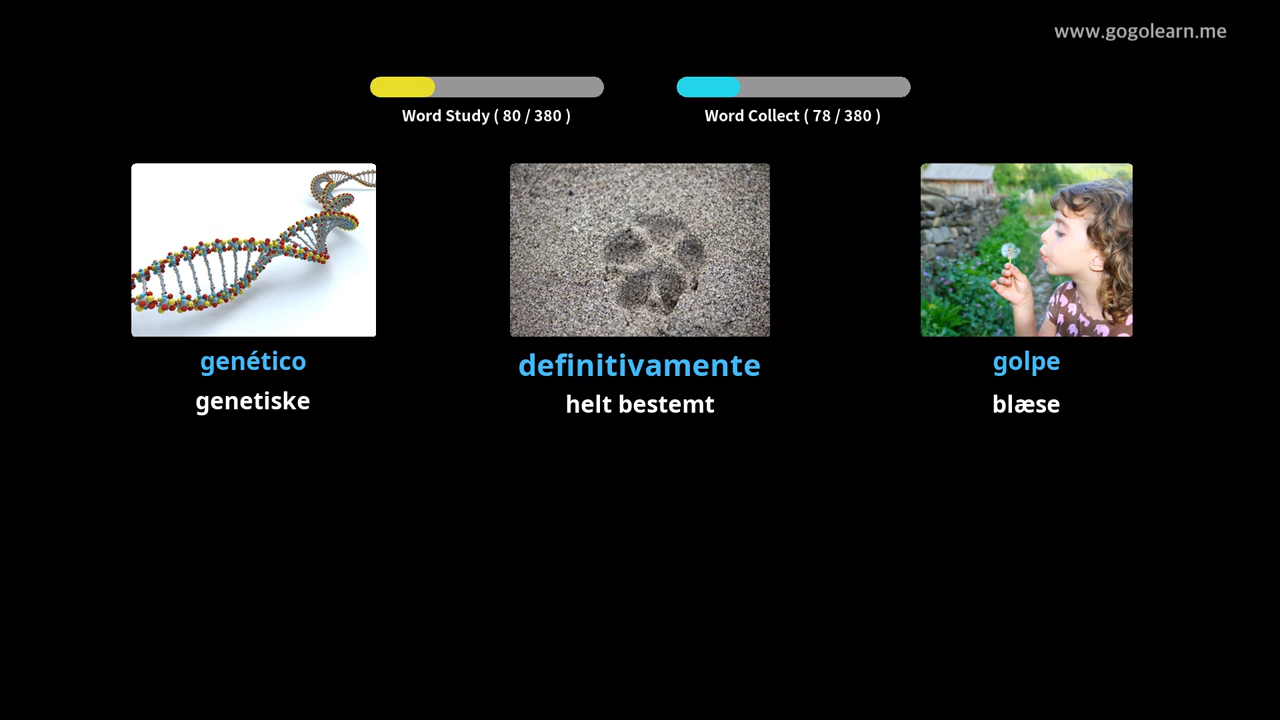 www.gogolearn.me
Word Study ( 80 / 380 )
Word Collect ( 78 / 380 )
genético
genetiske
definitivamente
helt bestemt
golpe
blæse